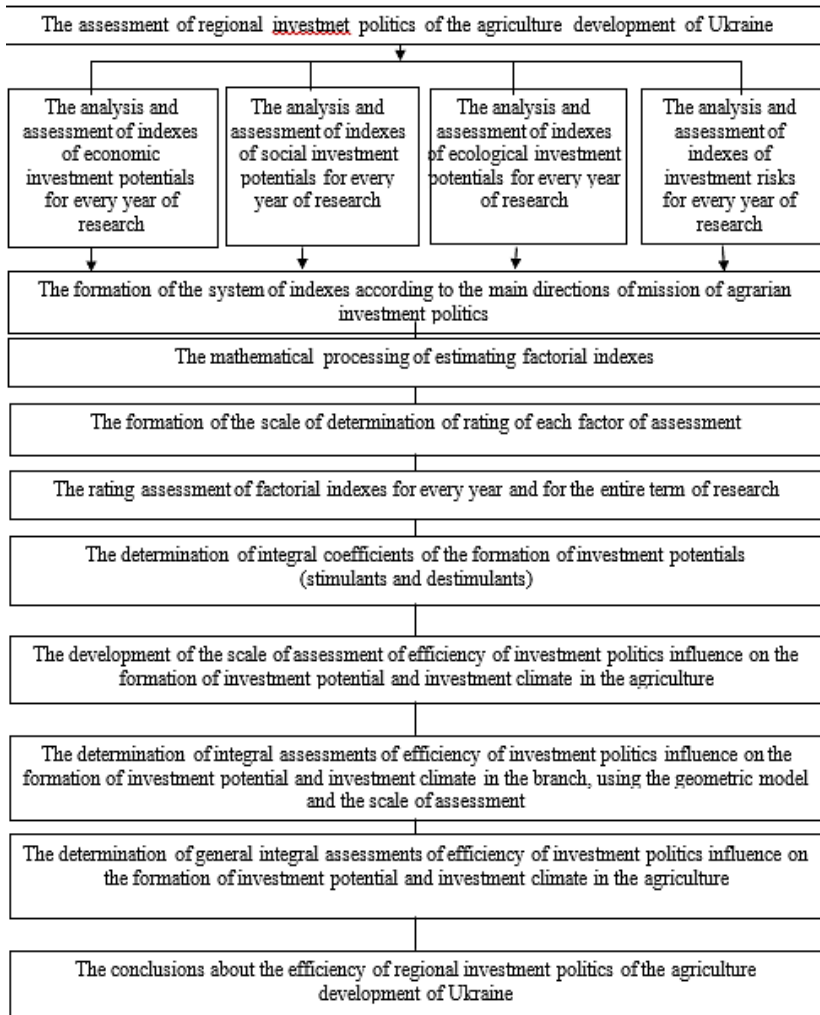 The assessment of regional investmet politics of the agriculture development of Ukraine
The analysis and
assessment of indexes
of economic
investment potentials
for every year of
research
The analysis and
assessment of indexes
of social investment
potentials for every
year of research
The analysis and
assessment of indexes
of ecological investment
potentials for every year
of research
The analysis and
assessment of
indexes of
investment risks
for every year of
research
The formation of the system of indexes according to the main directions of mission of agrarian
investment politics
The mathematical processing of estimating factorial indexes
The formation of the scale of determination of rating of each factor of assessment
The rating assessment of factorial indexes for every year and for the entire term of research
The determination of integral coefficients of the formation of investment potentials
(stimulants and destimulants)
The development of the scale of assessment of efficiency of investment politics influence on the
formation of investment potential and investment climate in the agriculture
The determination of integral assessments of efficiency of investment politics influence on the
formation of investment potential and investment climate in the branch, using the geometric model
and the scale of assessment
The determination of general integral assessments of efficiency of investment politics influence on
the formation of investment potential and investment climate in the agriculture
The conclusions about the efficiency of regional investment politics of the agriculture
development of Ukraine